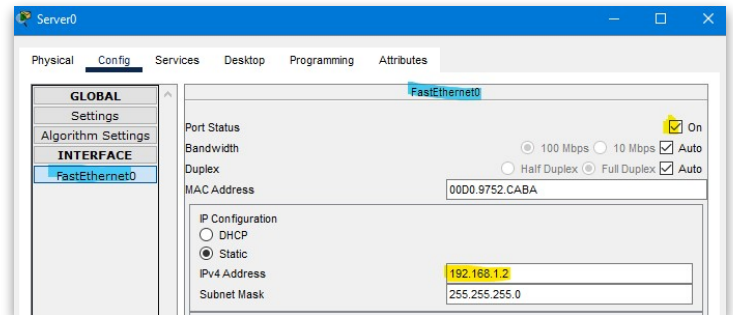 Server0
Physical Config Services Desktop Programming Attributes
GLOBAL
Settings
Algorithm Settings
INTERFACE
FastEthernet0
FastEthernet0
Port Status On
Bandwidth 100 Mbps 10 Mbps Auto
Duplex Half Duplex Full Duplex Auto
MAC Address 00D0.9752.CABA
IP Configuration
DHCP
Static
IPv4 Address 192.168.1.2
Subnet Mask 255.255.255.0